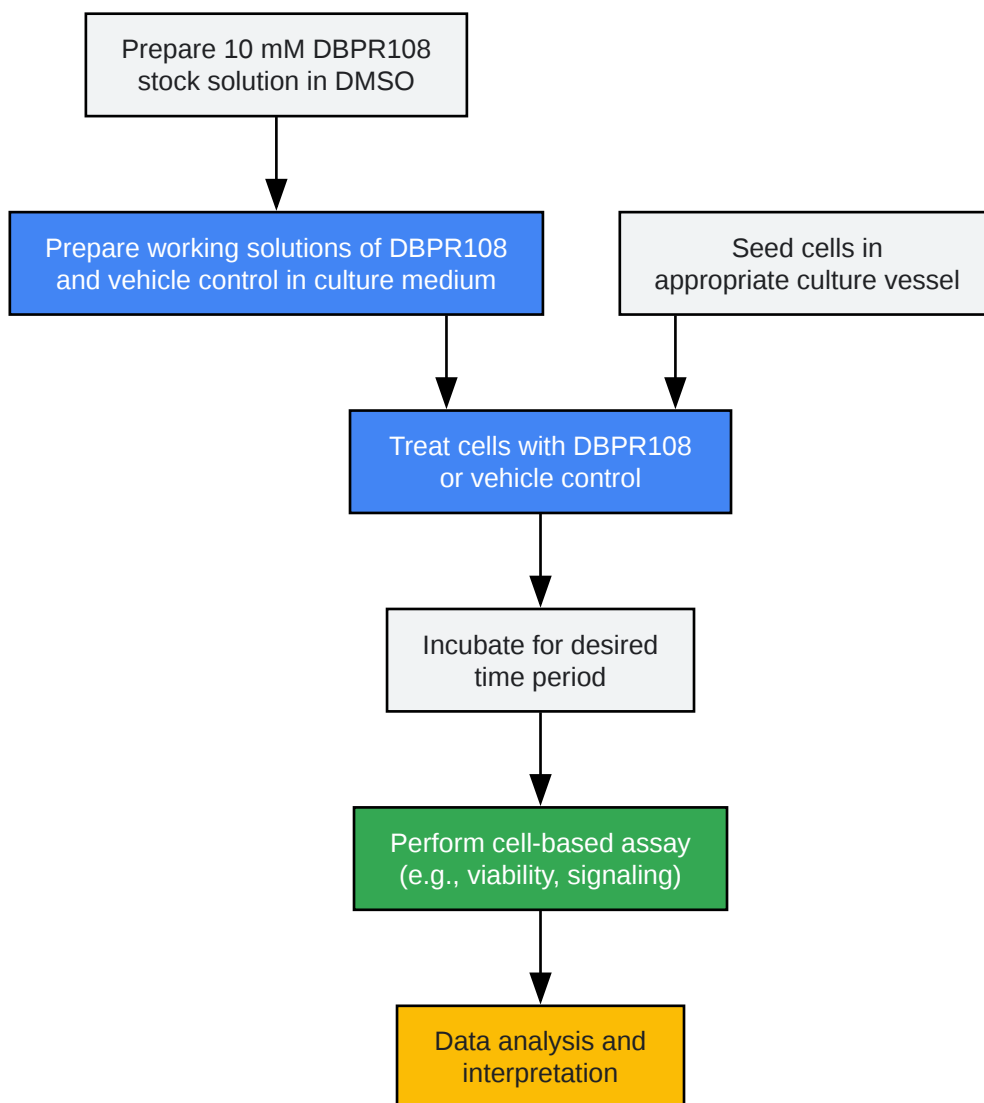 Prepare 10 mM DBPR108
stock solution in DMSO
Prepare working solutions of DBPR108
and vehicle control in culture medium
Seed cells in
appropriate culture vessel
Treat cells with DBPR108
or vehicle control
Incubate for desired
time period
Perform cell-based assay
(e.g., viability, signaling)
Data analysis and
interpretation